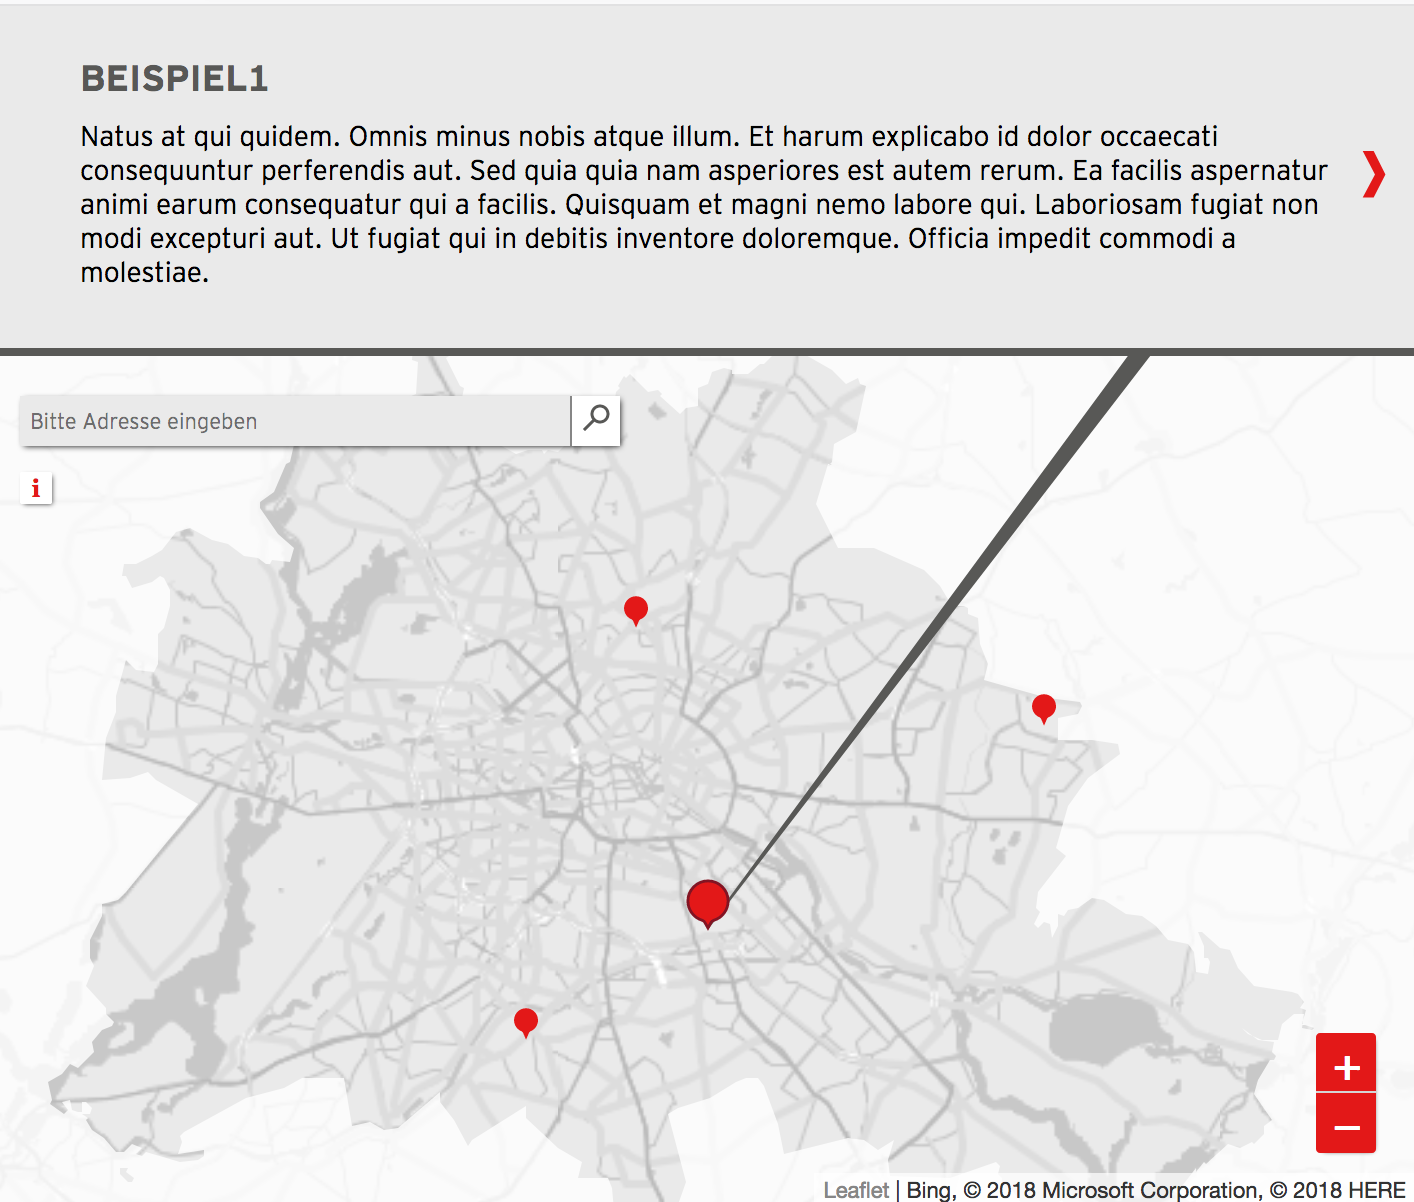 BEISPIEL1
Natus at qui quidem. Omnis minus nobis atque illum. Et harum explicabo id dolor occaecati
consequuntur perferendis aut. Sed quia quia nam asperiores est autem rerum. Ea facilis aspernatur
animi earum consequatur qui a facilis. Quisquam et magni nemo labore qui. Laboriosam fugiat non
modi excepturi aut. Ut fugiat qui in debitis inventore doloremque. Officia impedit commodi a
molestiae.
Bitte Adresse eingeben
i
+
−
Leaflet | Bing, © 2018 Microsoft Corporation, © 2018 HERE